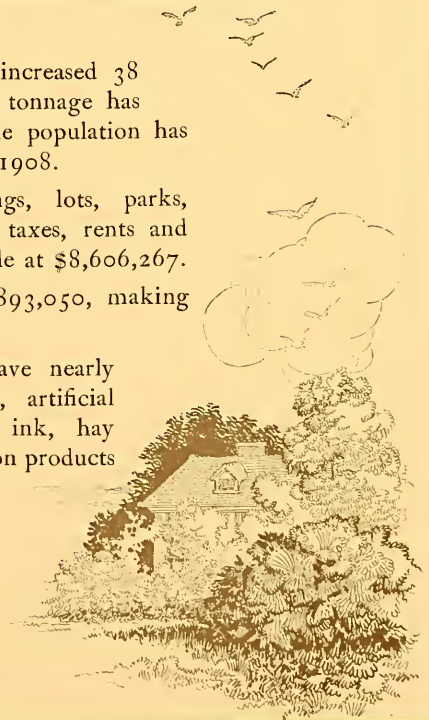 increased 38
tonnage has
e population has
1908.
gs, lots, parks,
taxes, rents and
le at $8,606,267.
893,050, making
ave nearly
, artificial
ink, hay
on products